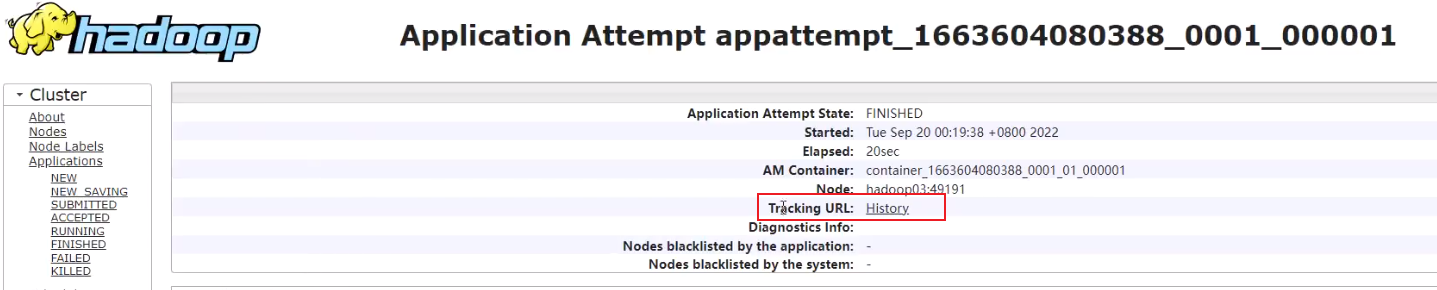 hadoop
Application Attempt appattempt_1663604080388_0001_000001
Cluster
About
Nodes
Node Labels
Applications
NEW
NEW_SAVING
SUBMITTED
ACCEPTED
RUNNING
FINISHED
FAILED
KILLED
Application Attempt State: FINISHED
Started: Tue Sep 20 00:19:38 +0800 2022
Elapsed: 20sec
AM Container: container_1663604080388_0001_01_000001
Node: hadoop03:49191
Tracking URL: History
Diagnostics Info:
Nodes blacklisted by the application: -
Nodes blacklisted by the system: -